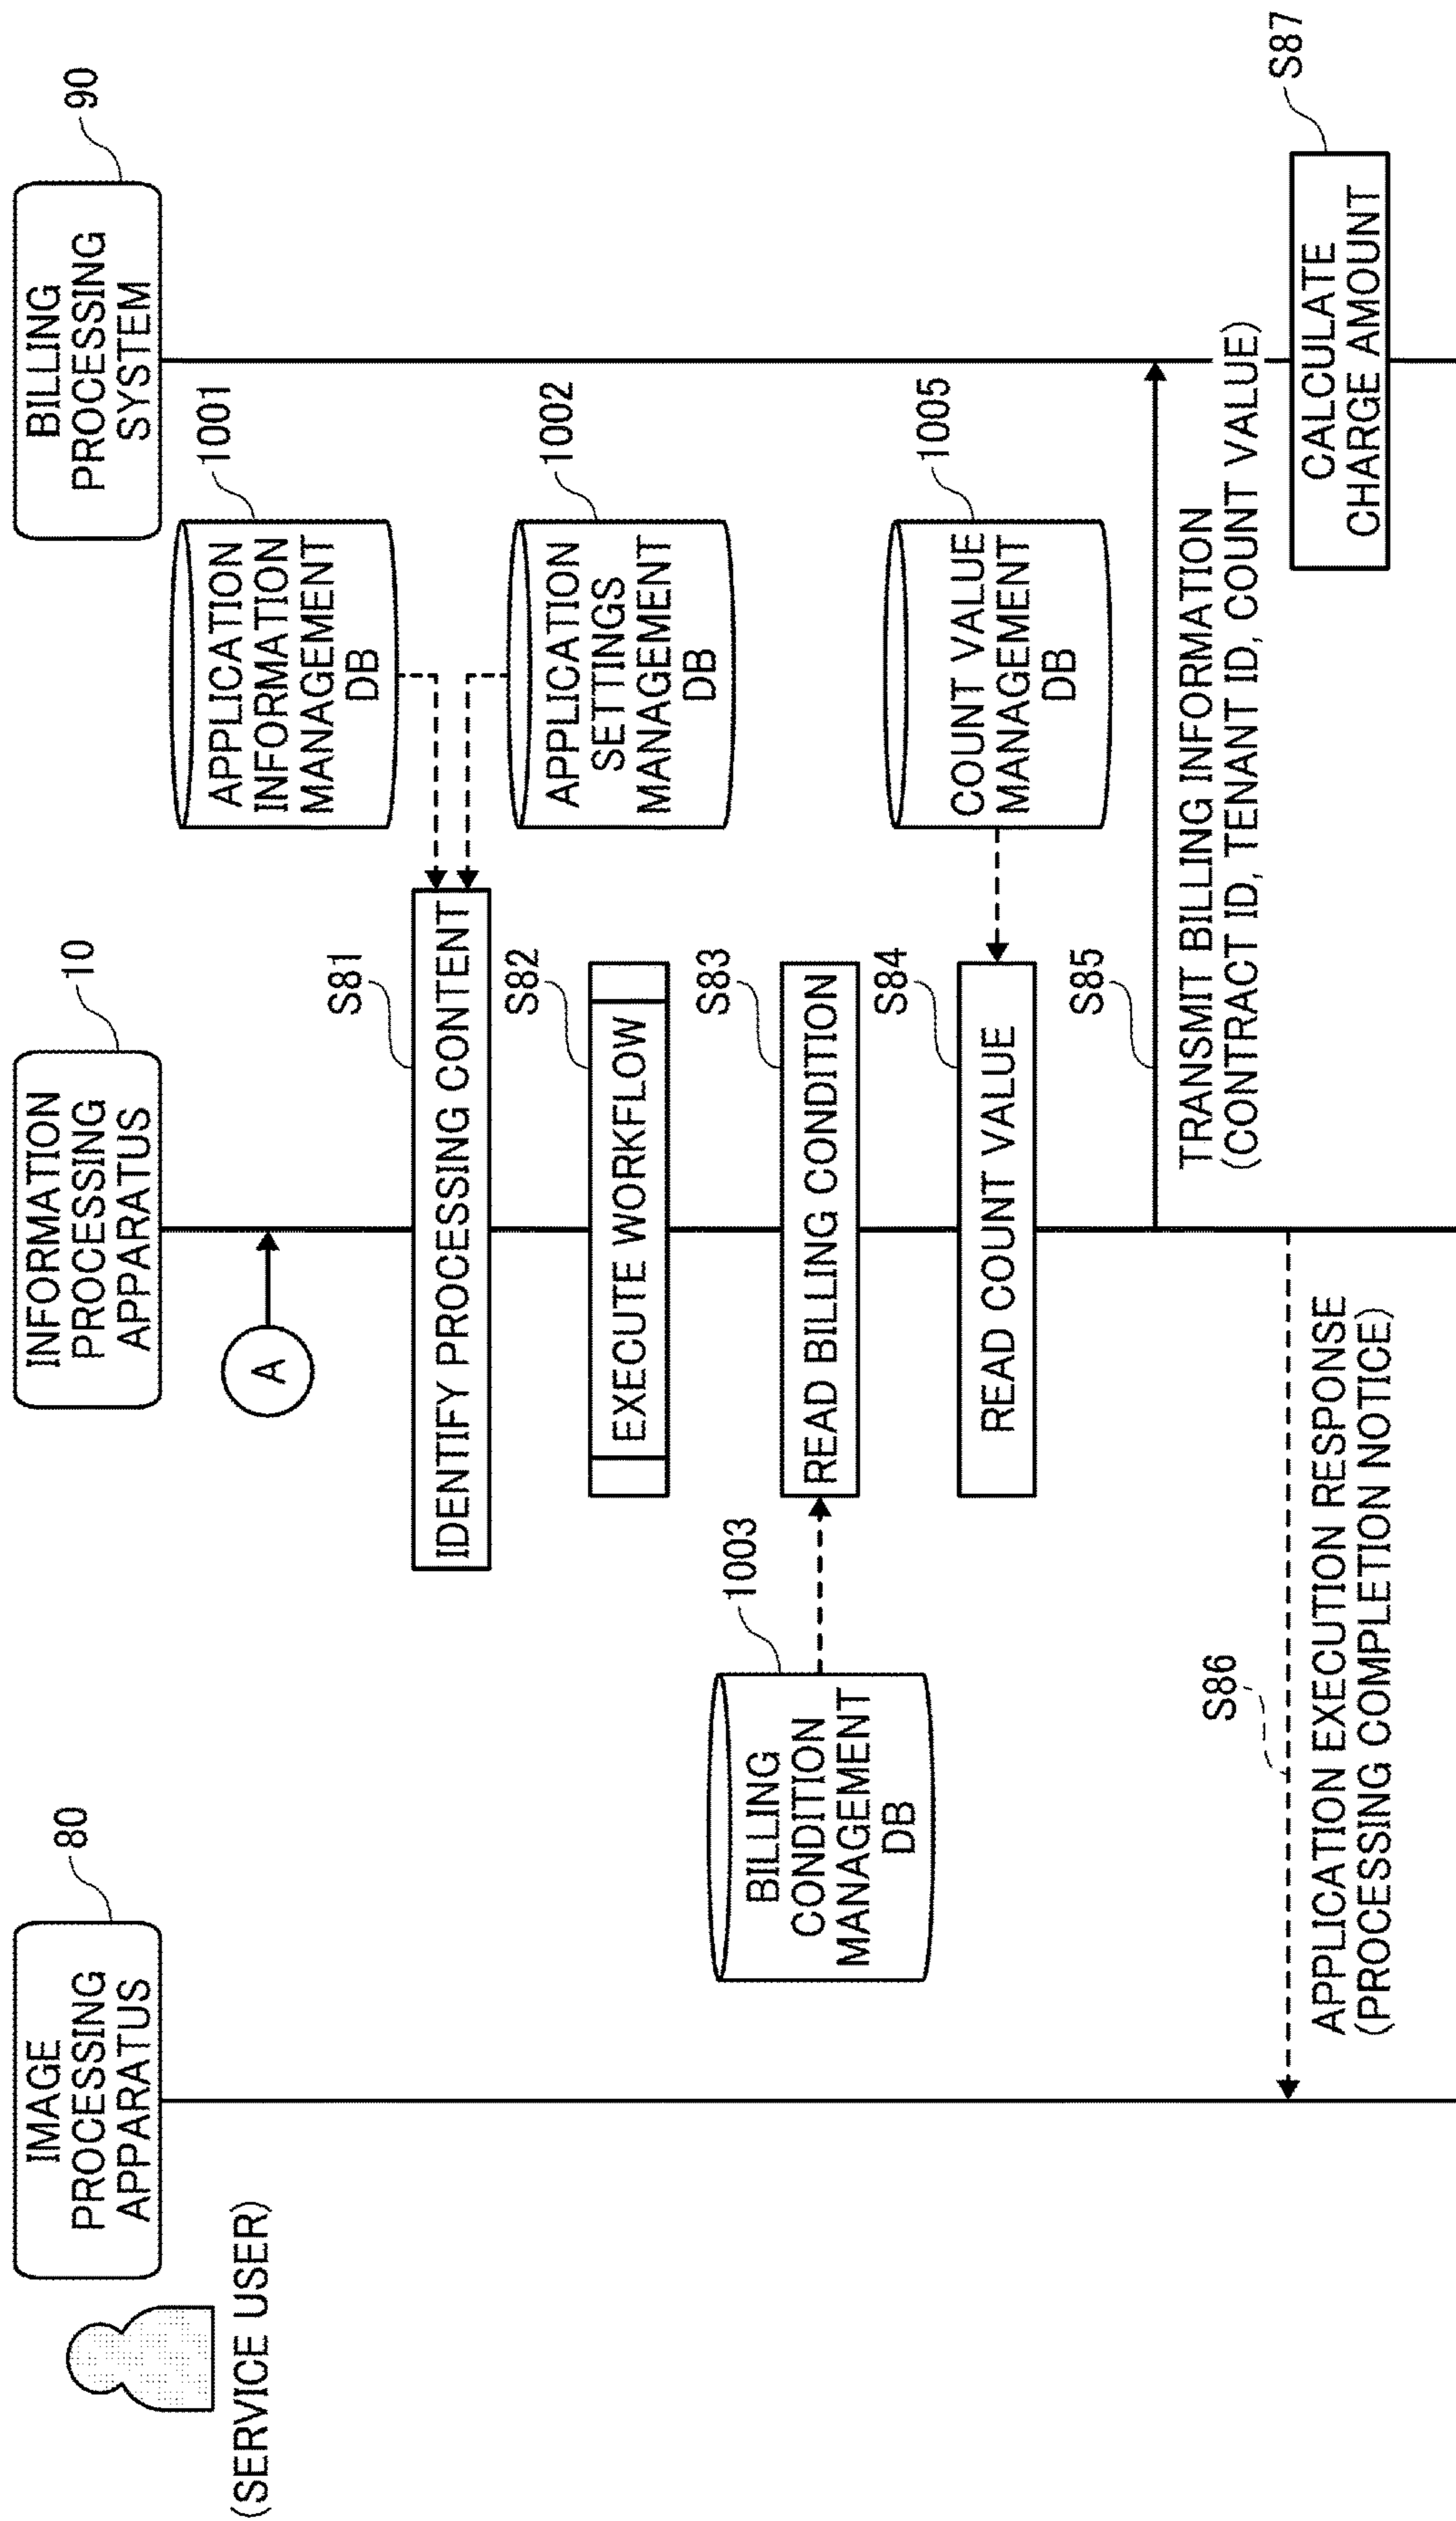 (SERVICE USER)
IMAGE
PROCESSING
APPARATUS
80
INFORMATION
PROCESSING
APPARATUS
10
BILLING
PROCESSING
SYSTEM
90
A
APPLICATION
INFORMATION
MANAGEMENT
DB
1001
S81
IDENTIFY PROCESSING CONTENT
APPLICATION
SETTINGS
MANAGEMENT
DB
1002
S82
EXECUTE WORKFLOW
BILLING
CONDITION
MANAGEMENT
DB
1003
S83
READ BILLING CONDITION
S84
READ COUNT VALUE
COUNT VALUE
MANAGEMENT
DB
1005
S85
TRANSMIT BILLING INFORMATION
(CONTRACT ID, TENANT ID, COUNT VALUE)
S86
APPLICATION EXECUTION RESPONSE
(PROCESSING COMPLETION NOTICE)
S87
CALCULATE
CHARGE AMOUNT